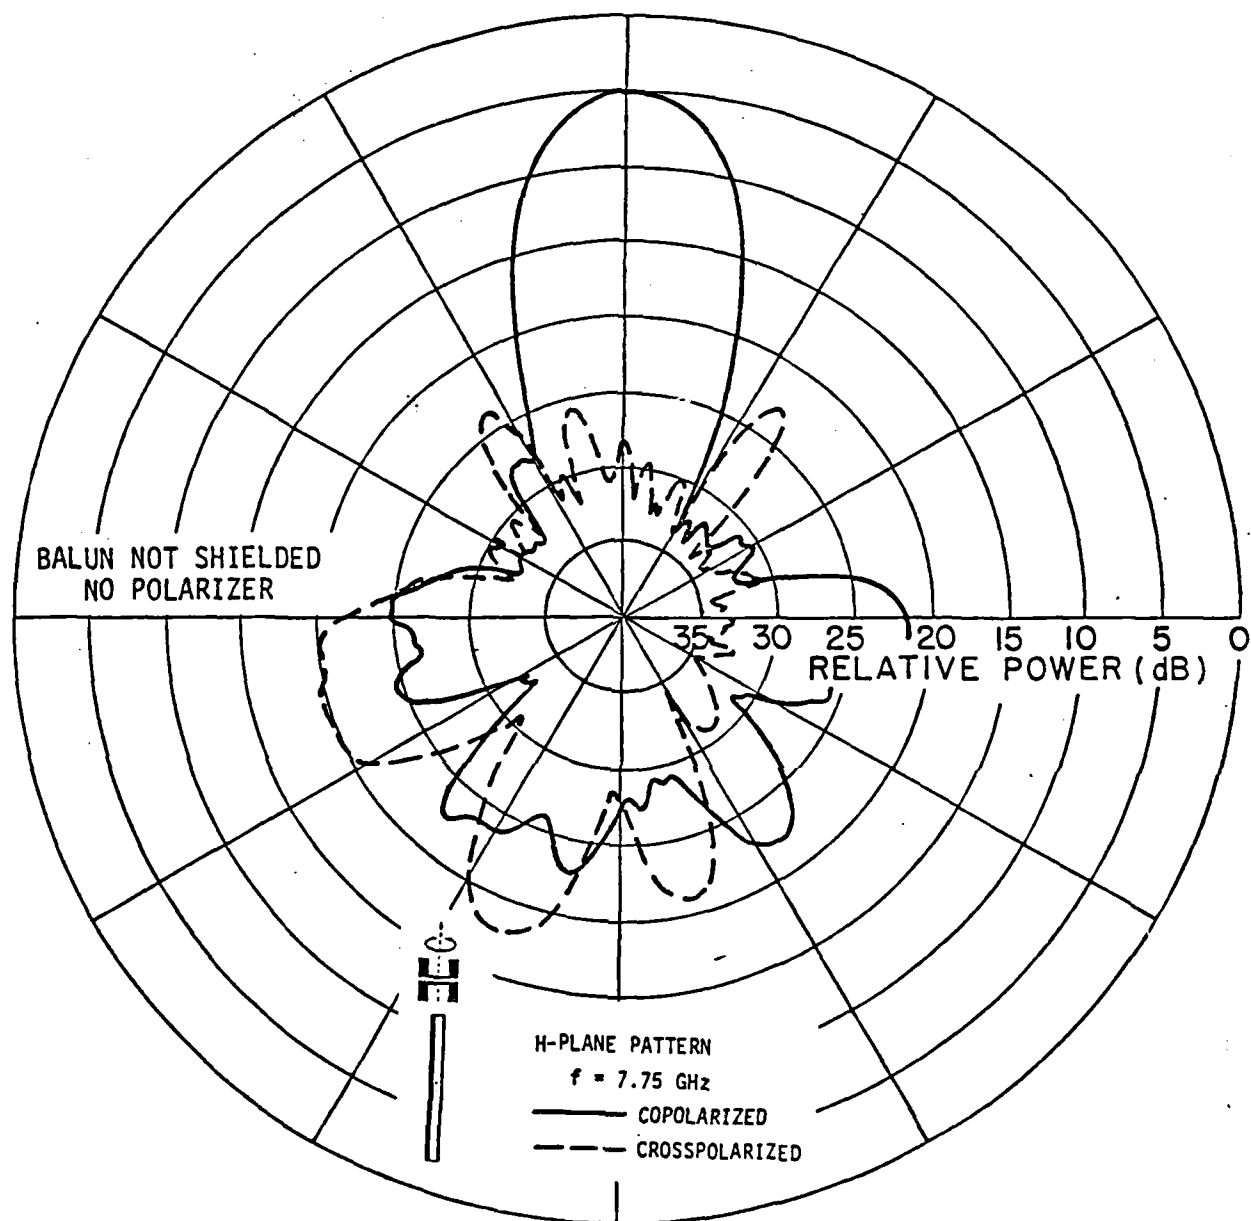 BALUN NOT SHIELDED
NO POLARIZER
35 30 25 20 15 10 5 0
RELATIVE POWER (dB)
H-PLANE PATTERN
f = 7.75 GHz
COPOLARIZED
CROSSPOLARIZED